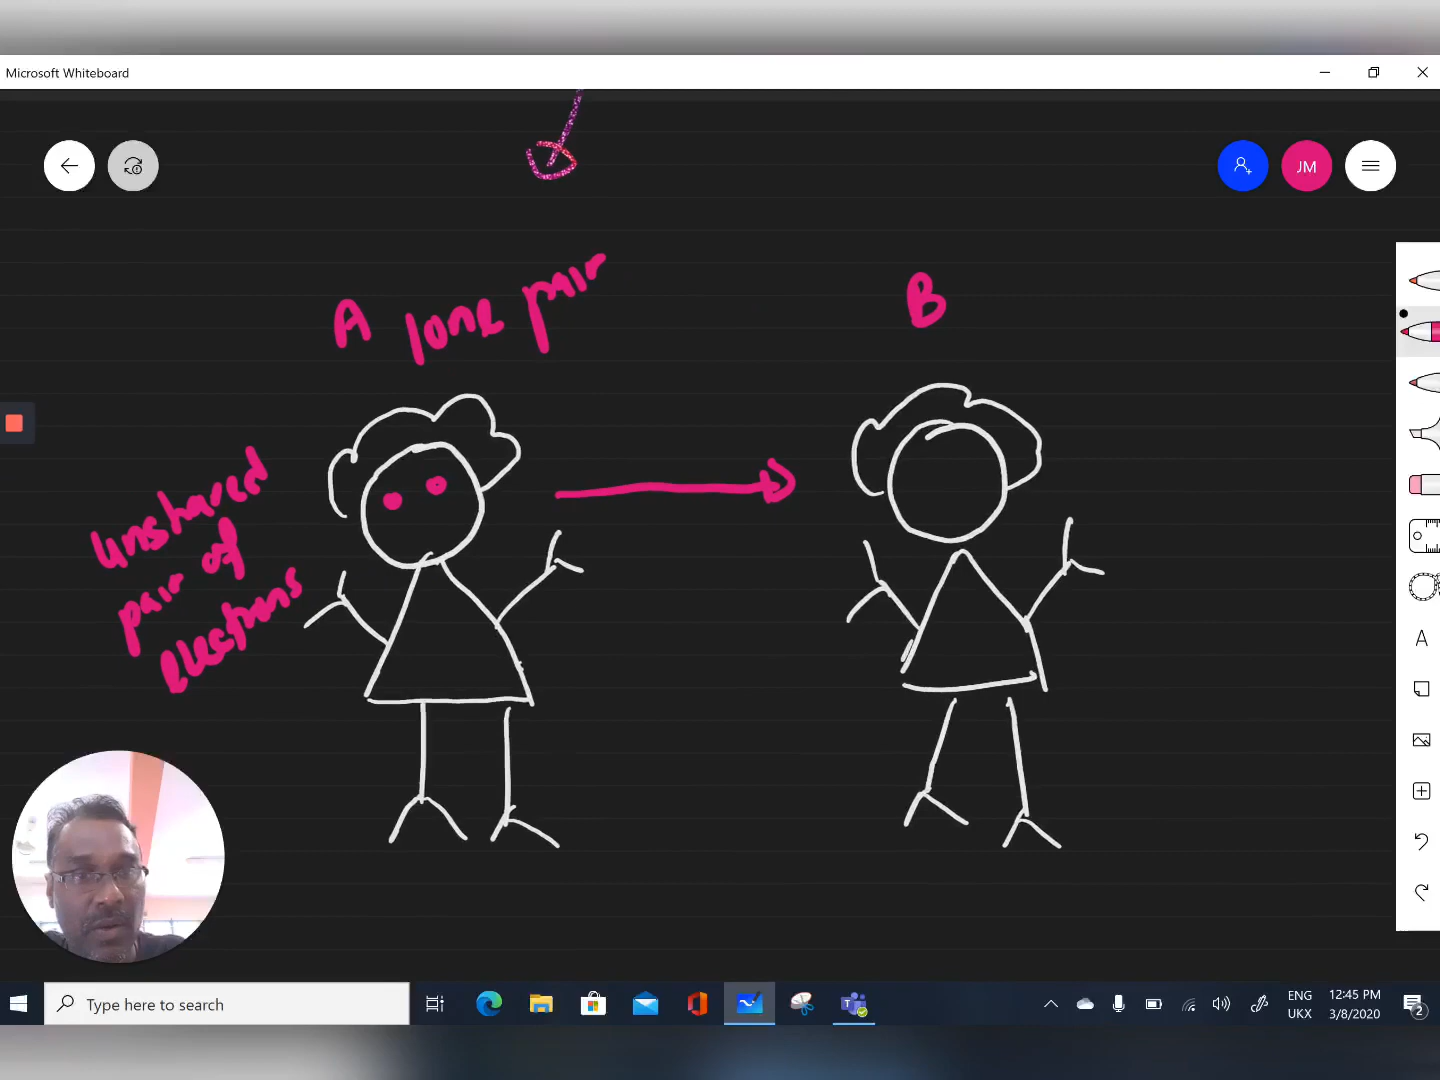 Microsoft Whiteboard
JM
A lone pair
B
unshared
pair of
electrons
A
Type here to search
ENG
UKX
12:45 PM
3/8/2020
2